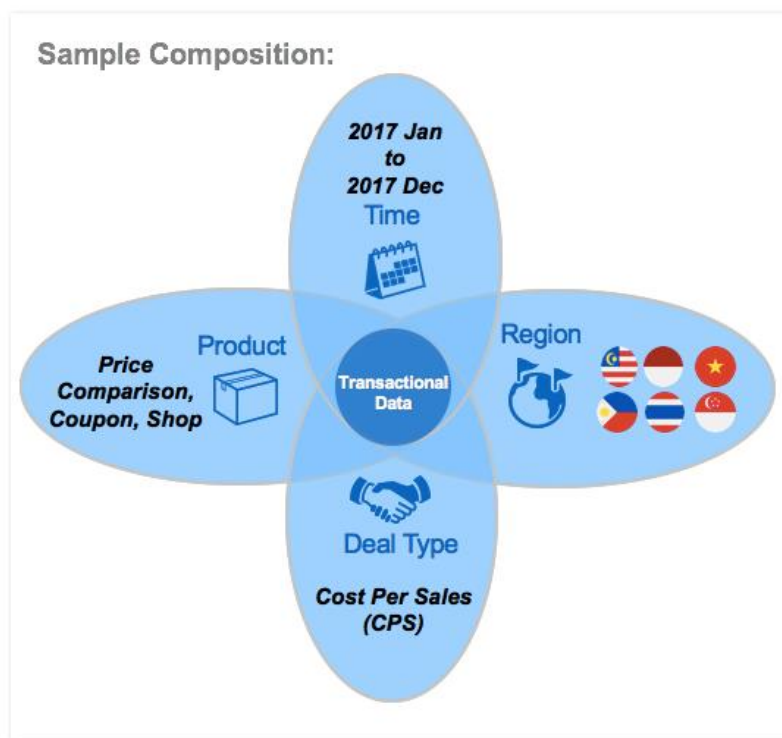 Sample Composition:
2017 Jan
to
2017 Dec
Time
Product
Price
Comparison,
Coupon, Shop
Transactional
Data
Region
Deal Type
Cost Per Sales
(CPS)